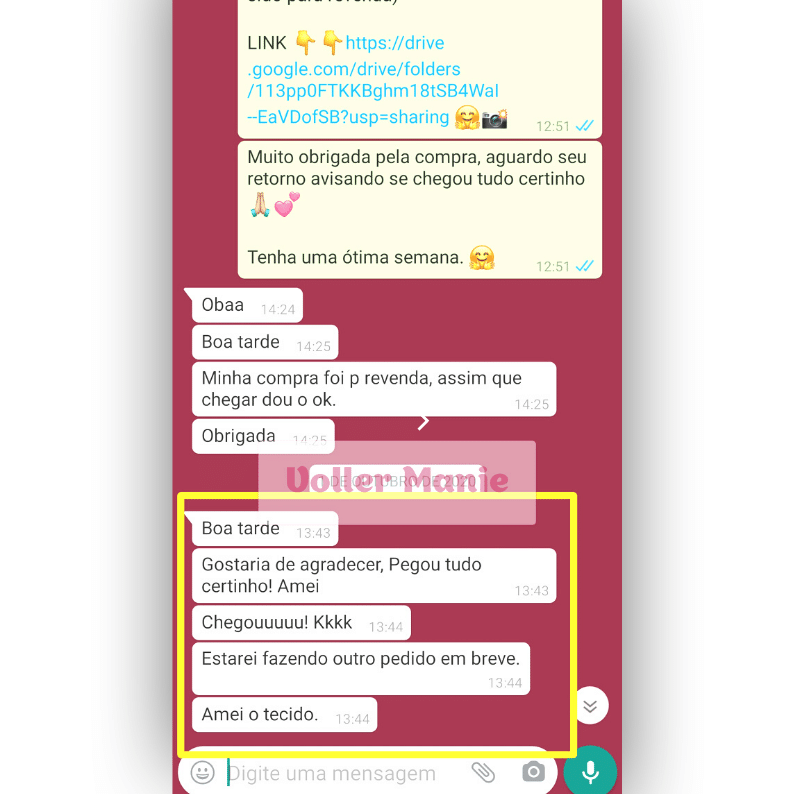 LINK 👇👇https://drive
.google.com/drive/folders
/113pp0FTKKBghm18tSB4WaI
--EaVDofSB?usp=sharing 🤗📸
12:51
Muito obrigada pela compra, aguardo seu
retorno avisando se chegou tudo certinho
🙏🏻💕
Tenha uma ótima semana. 🤗
12:51
Obaa 14:24
Boa tarde 14:25
Minha compra foi p revenda, assim que
chegar dou o ok.
14:25
Obrigada 14:25
Voller Manie
1 DE OUTUBRO DE 2020
Boa tarde 13:43
Gostaria de agradecer, Pegou tudo
certinho! Amei
13:43
Chegouuuuu! Kkkk 13:44
Estarei fazendo outro pedido em breve.
13:44
Amei o tecido. 13:44
Digite uma mensagem